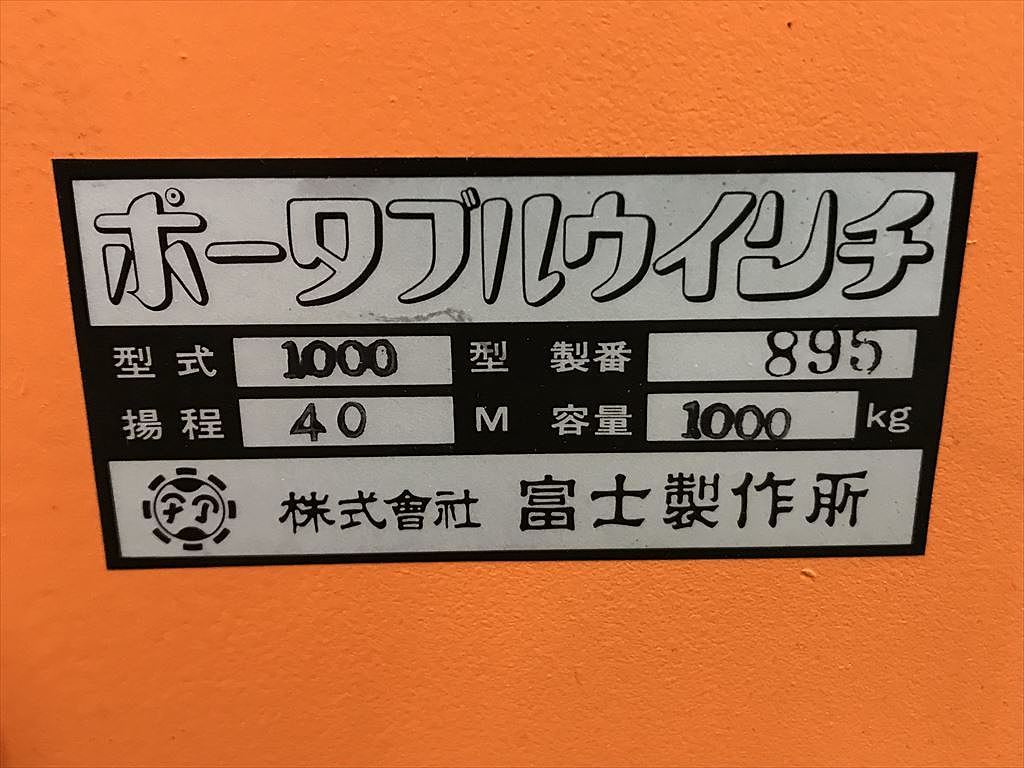 ポータブルウインチ
型式 1000 型 製番 895
揚程 40 M 容量 1000 kg
株式會社 富士製作所